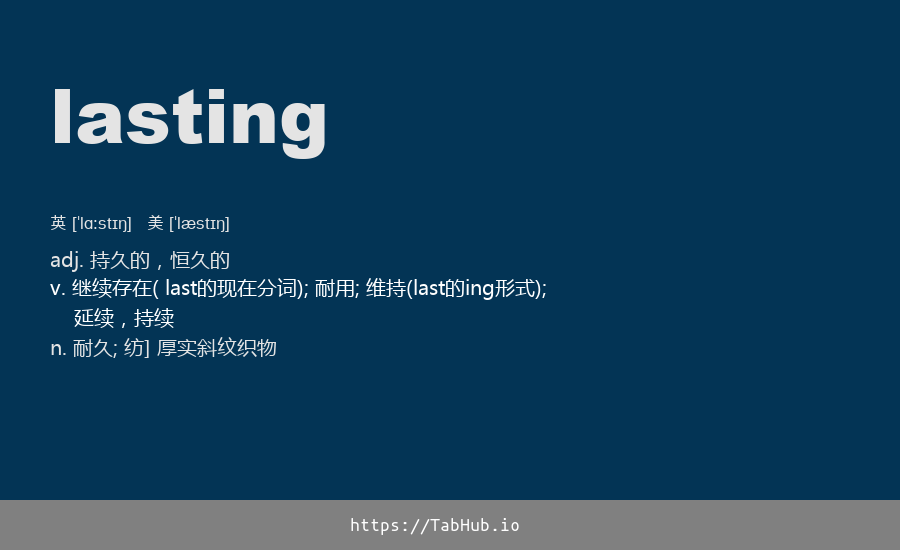 lasting
英 [ˈlɑːstɪŋ] 美 [ˈlæstɪŋ]
adj. 持久的，恒久的
v. 继续存在( last的现在分词); 耐用; 维持(last的ing形式);
延续，持续
n. 耐久; 纺] 厚实斜纹织物
https://TabHub.io